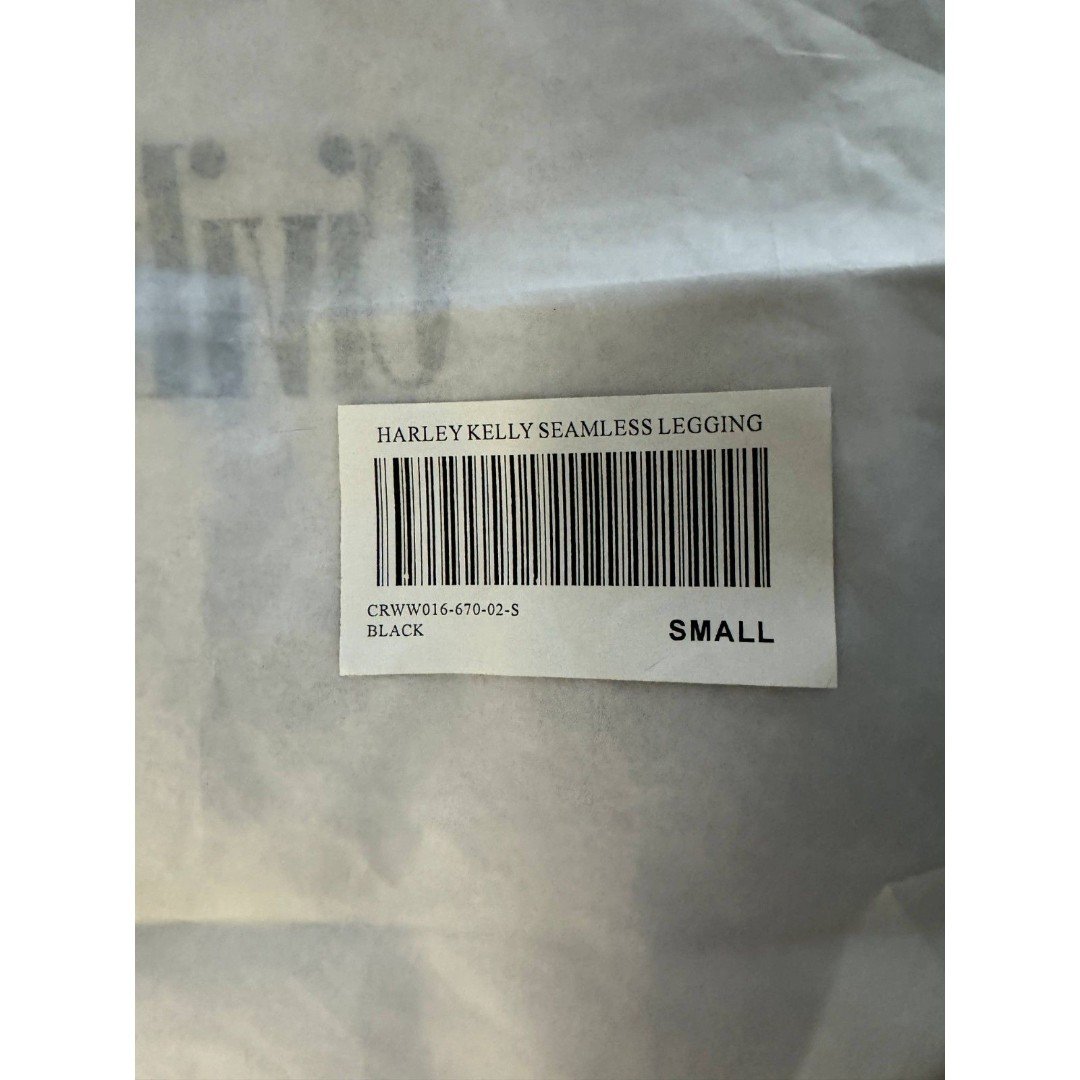 HARLEY KELLY SEAMLESS LEGGING
CRWW016-670-02-S
BLACK
SMALL